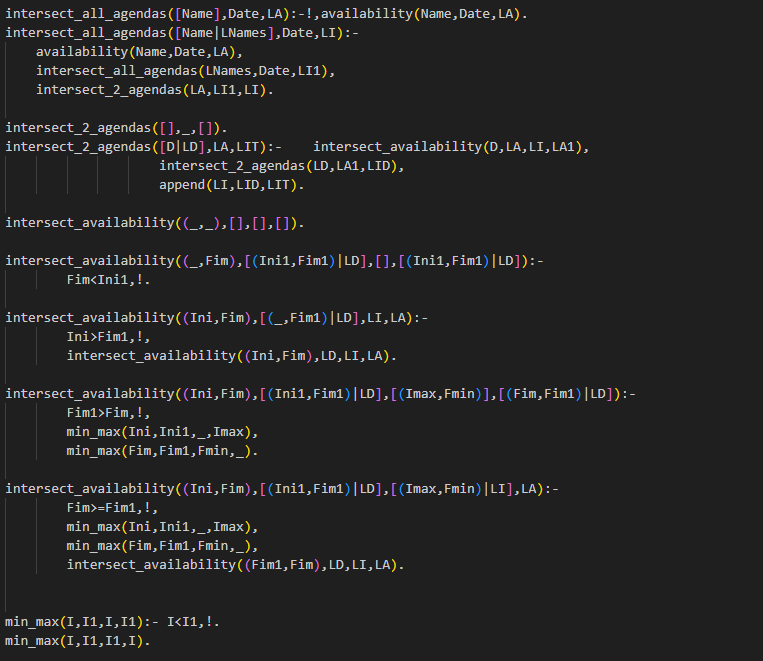 intersect_all_agendas([Name],Date,LA):-!,availability(Name,Date,LA).
intersect_all_agendas([Name|LNames],Date,LI):-
    availability(Name,Date,LA),
    intersect_all_agendas(LNames,Date,LI1),
    intersect_2_agendas(LA,LI1,LI).

intersect_2_agendas([],_,[]).
intersect_2_agendas([D|LD],LA,LIT):-    intersect_availability(D,LA,LI,LA1),
                    intersect_2_agendas(LD,LA1,LID),
                    append(LI,LID,LIT).

intersect_availability((_,_),[],[],[]).

intersect_availability((_,Fim),[(Ini1,Fim1)|LD],[],[(Ini1,Fim1)|LD]):-
        Fim<Ini1,!.

intersect_availability((Ini,Fim),[(_,Fim1)|LD],LI,LA):-
        Ini>Fim1,!,
        intersect_availability((Ini,Fim),LD,LI,LA).

intersect_availability((Ini,Fim),[(Ini1,Fim1)|LD],[(Imax,Fmin)],[(Fim,Fim1)|LD]):-
        Fim1>Fim,!,
        min_max(Ini,Ini1,_,Imax),
        min_max(Fim,Fim1,Fmin,_).

intersect_availability((Ini,Fim),[(Ini1,Fim1)|LD],[(Imax,Fmin)|LI],LA):-
        Fim>=Fim1,!,
        min_max(Ini,Ini1,_,Imax),
        min_max(Fim,Fim1,Fmin,_),
        intersect_availability((Fim1,Fim),LD,LI,LA).

min_max(I,I1,I,I1):- I<I1,!.
min_max(I,I1,I1,I).